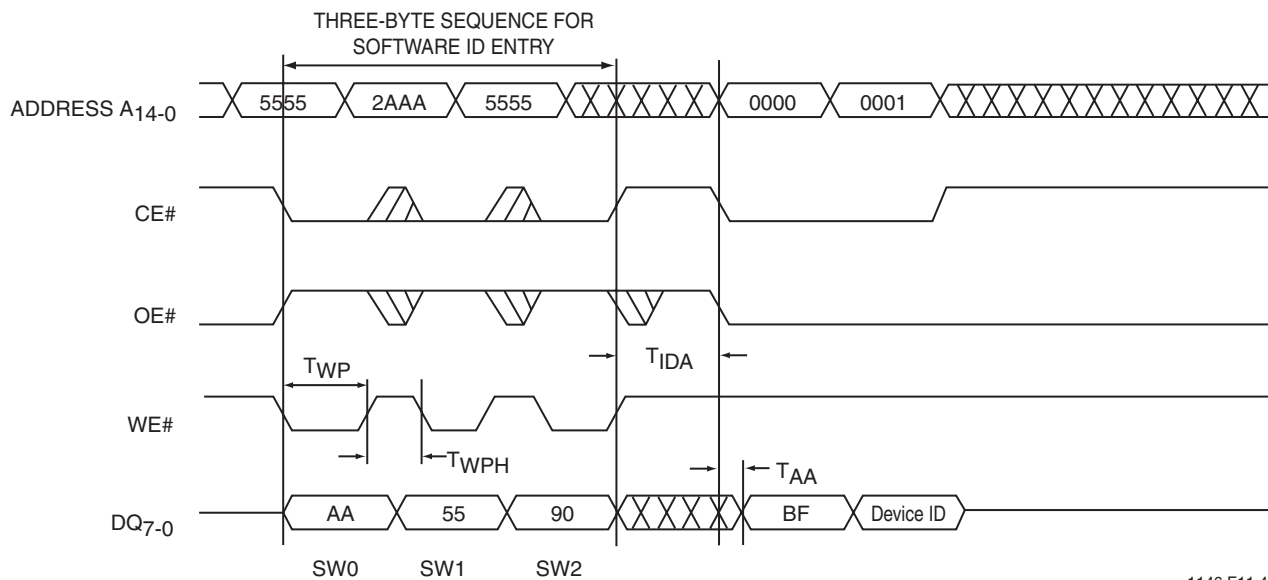 THREE-BYTE SEQUENCE FOR
SOFTWARE ID ENTRY
ADDRESS A14-0
5555 2AAA 5555 0000 0001
CE#
OE#
TWP
TIDA
WE#
TWPH
TAA
DQ7-0
AA 55 90 BF Device ID
SW0 SW1 SW2